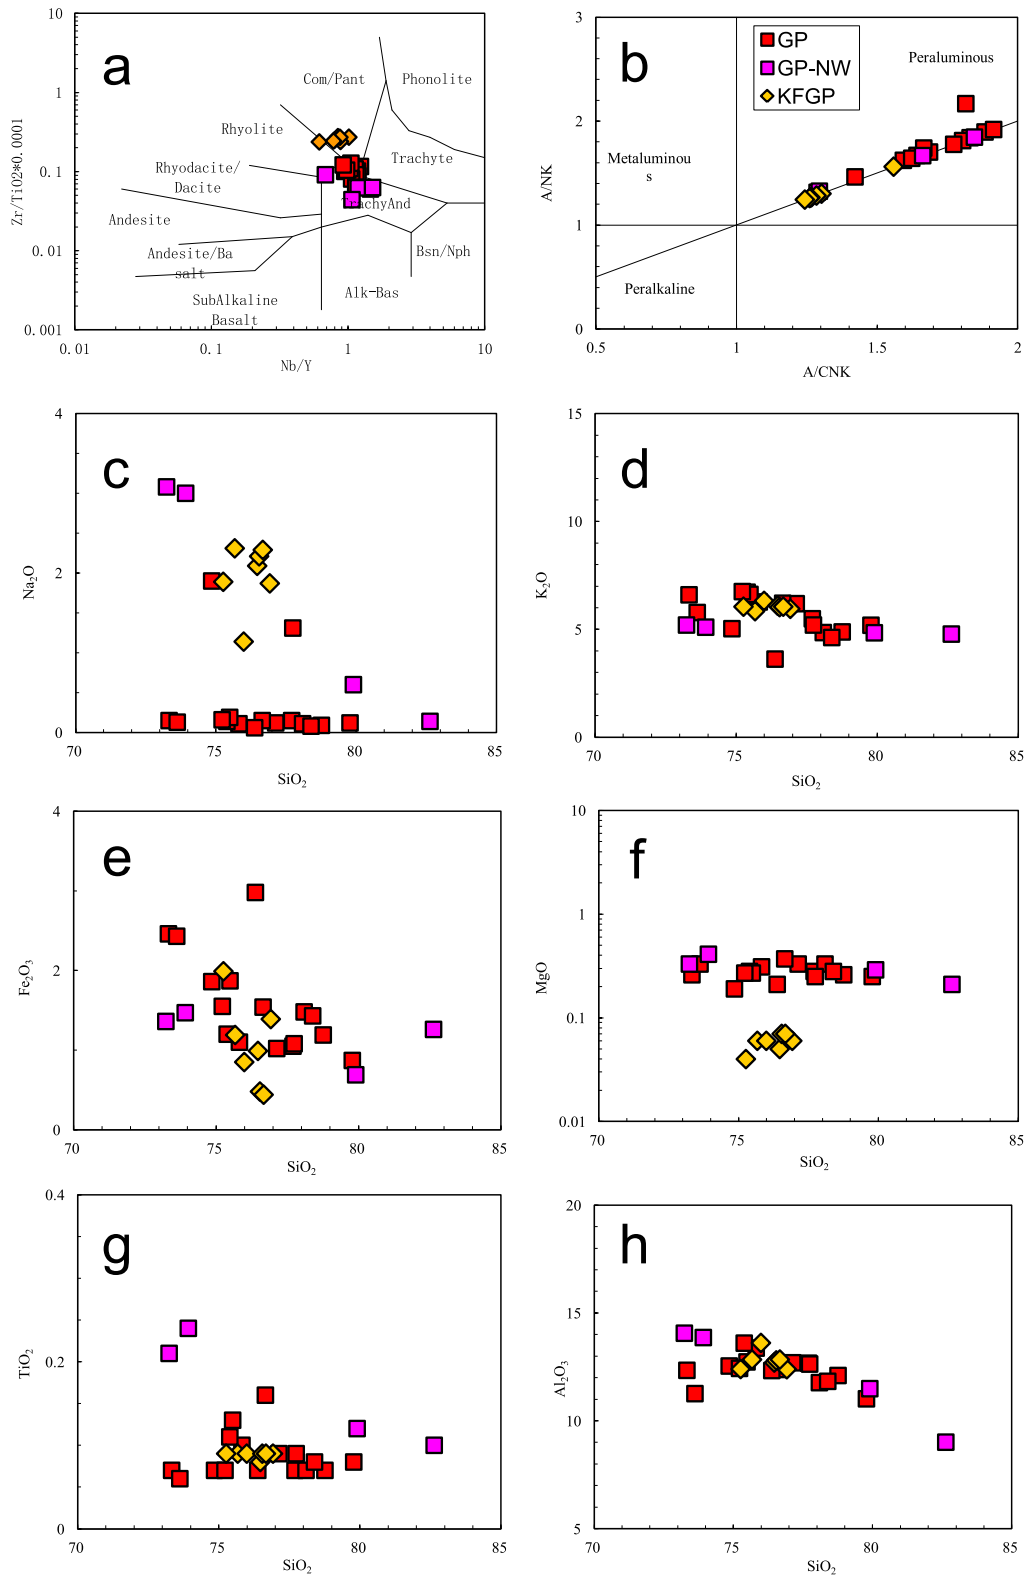 a
10
1
0.1
0.01
0.001
Zr/TiO2*0.0001
Com/Pant
Phonolite
Rhyolite
Trachyte
Rhyodacite/
Dacite
TrachyAnd
Andesite
Andesite/Ba
salt
Bsn/Nph
SubAlkaline
Basalt
Alk-Bas
0.01
0.1
1
10
Nb/Y
b
3
2
1
0
A/NK
GP
GP-NW
KFGP
Peraluminous
Metaluminou
s
Peralkaline
0.5
1
1.5
2
A/CNK
c
4
2
0
Na₂O
70
75
80
85
SiO₂
d
15
10
5
0
K₂O
70
75
80
85
SiO₂
e
4
2
0
Fe₂O₃
70
75
80
85
SiO₂
f
10
1
0.1
0.01
MgO
70
75
80
85
SiO₂
g
0.4
0.2
0
TiO₂
70
75
80
85
SiO₂
h
20
15
10
5
Al₂O₃
70
75
80
85
SiO₂